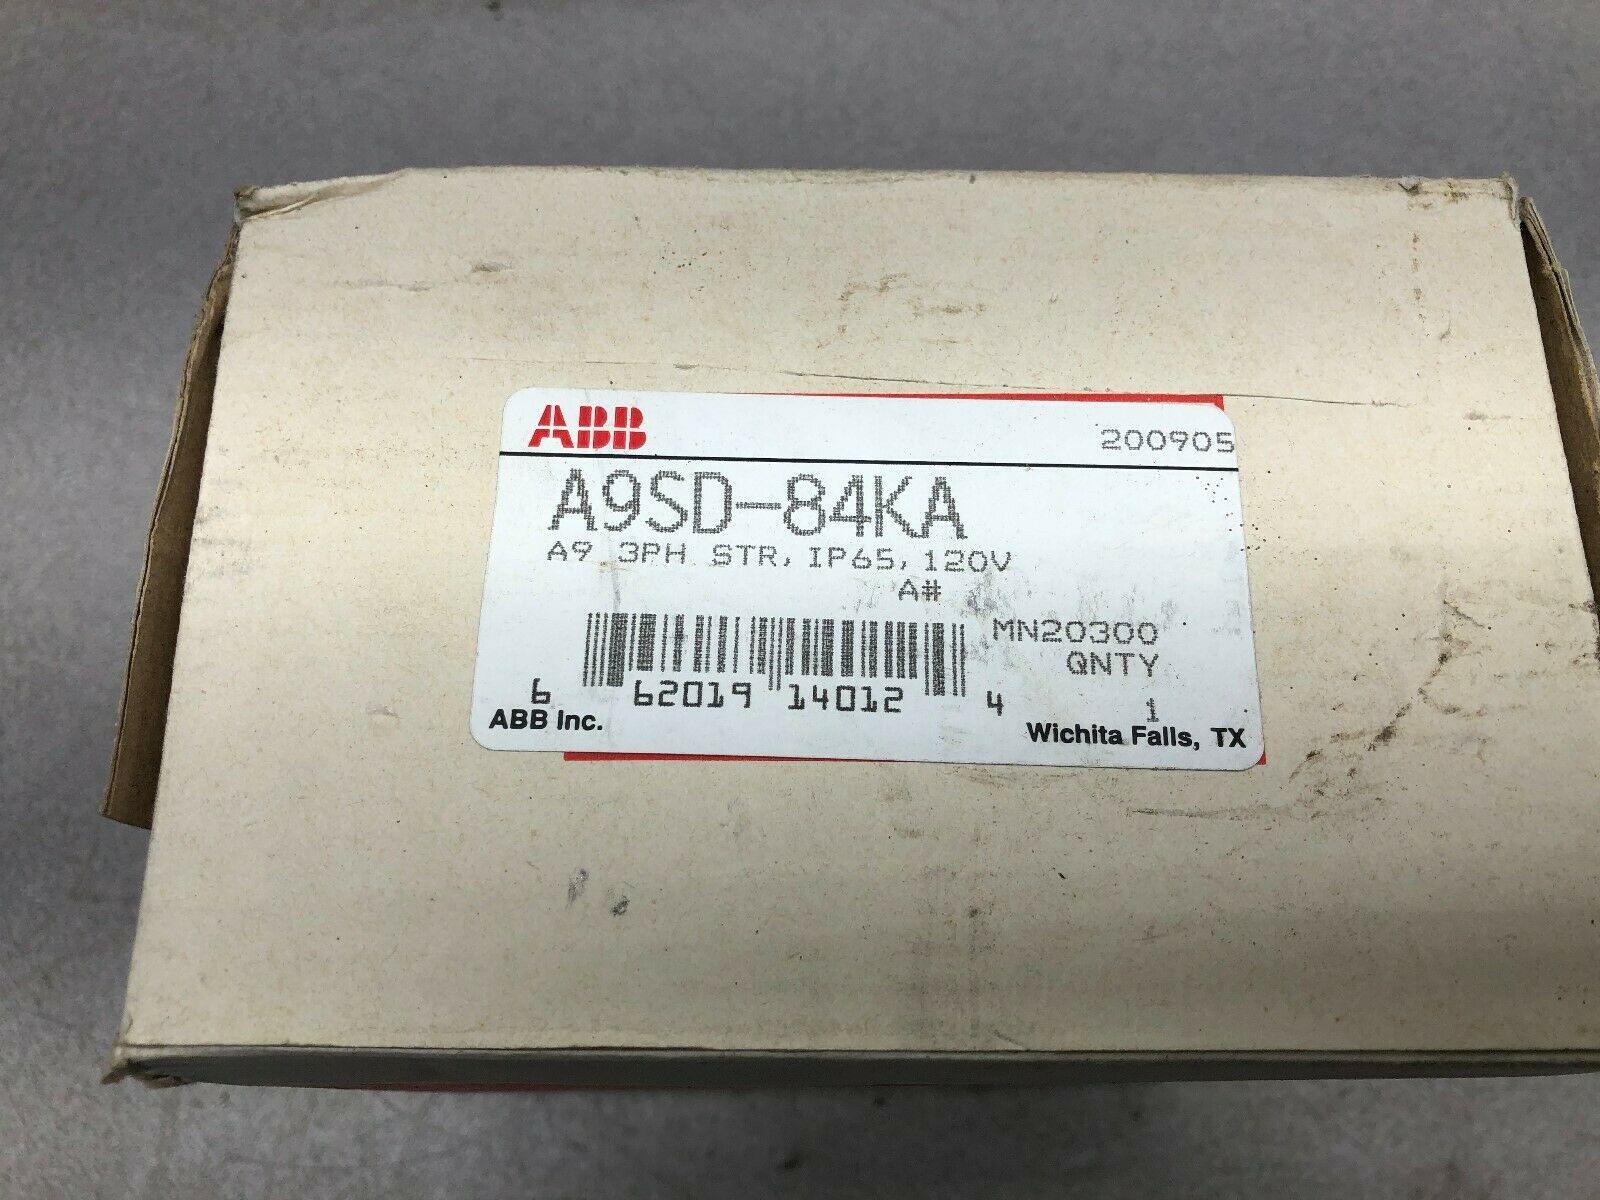 ABB
200905
A9SD-84KA
A9 3PH STR, IP65, 120V
A#
MN20300
QNTY
6 62019 14012 4
1
ABB Inc.
Wichita Falls, TX